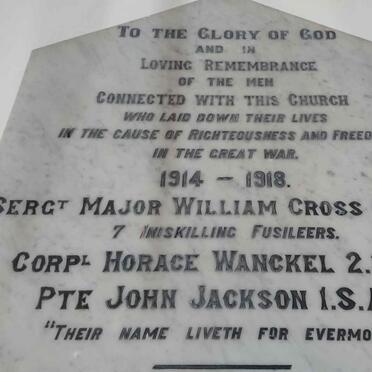 TO THE GLORY OF GOD
AND IN
LOVING REMEMBRANCE
OF THE MEN
CONNECTED WITH THIS CHURCH
WHO LAID DOWN THEIR LIVES
IN THE CAUSE OF RIGHTEOUSNESS AND FREED
IN THE GREAT WAR.
1914 – 1918.
SERGT MAJOR WILLIAM CROSS
7 INISKILLING FUSILEERS.
CORPL HORACE WANCKEL 2.
PTE JOHN JACKSON 1.S.
"THEIR NAME LIVETH FOR EVERMO